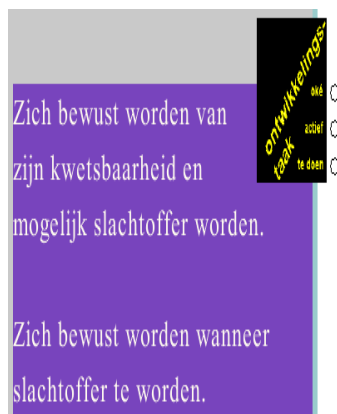 ontwikkelings-
taak
oké
actief
te doen
Zich bewust worden van
zijn kwetsbaarheid en
mogelijk slachtoffer worden.
Zich bewust worden wanneer
slachtoffer te worden.